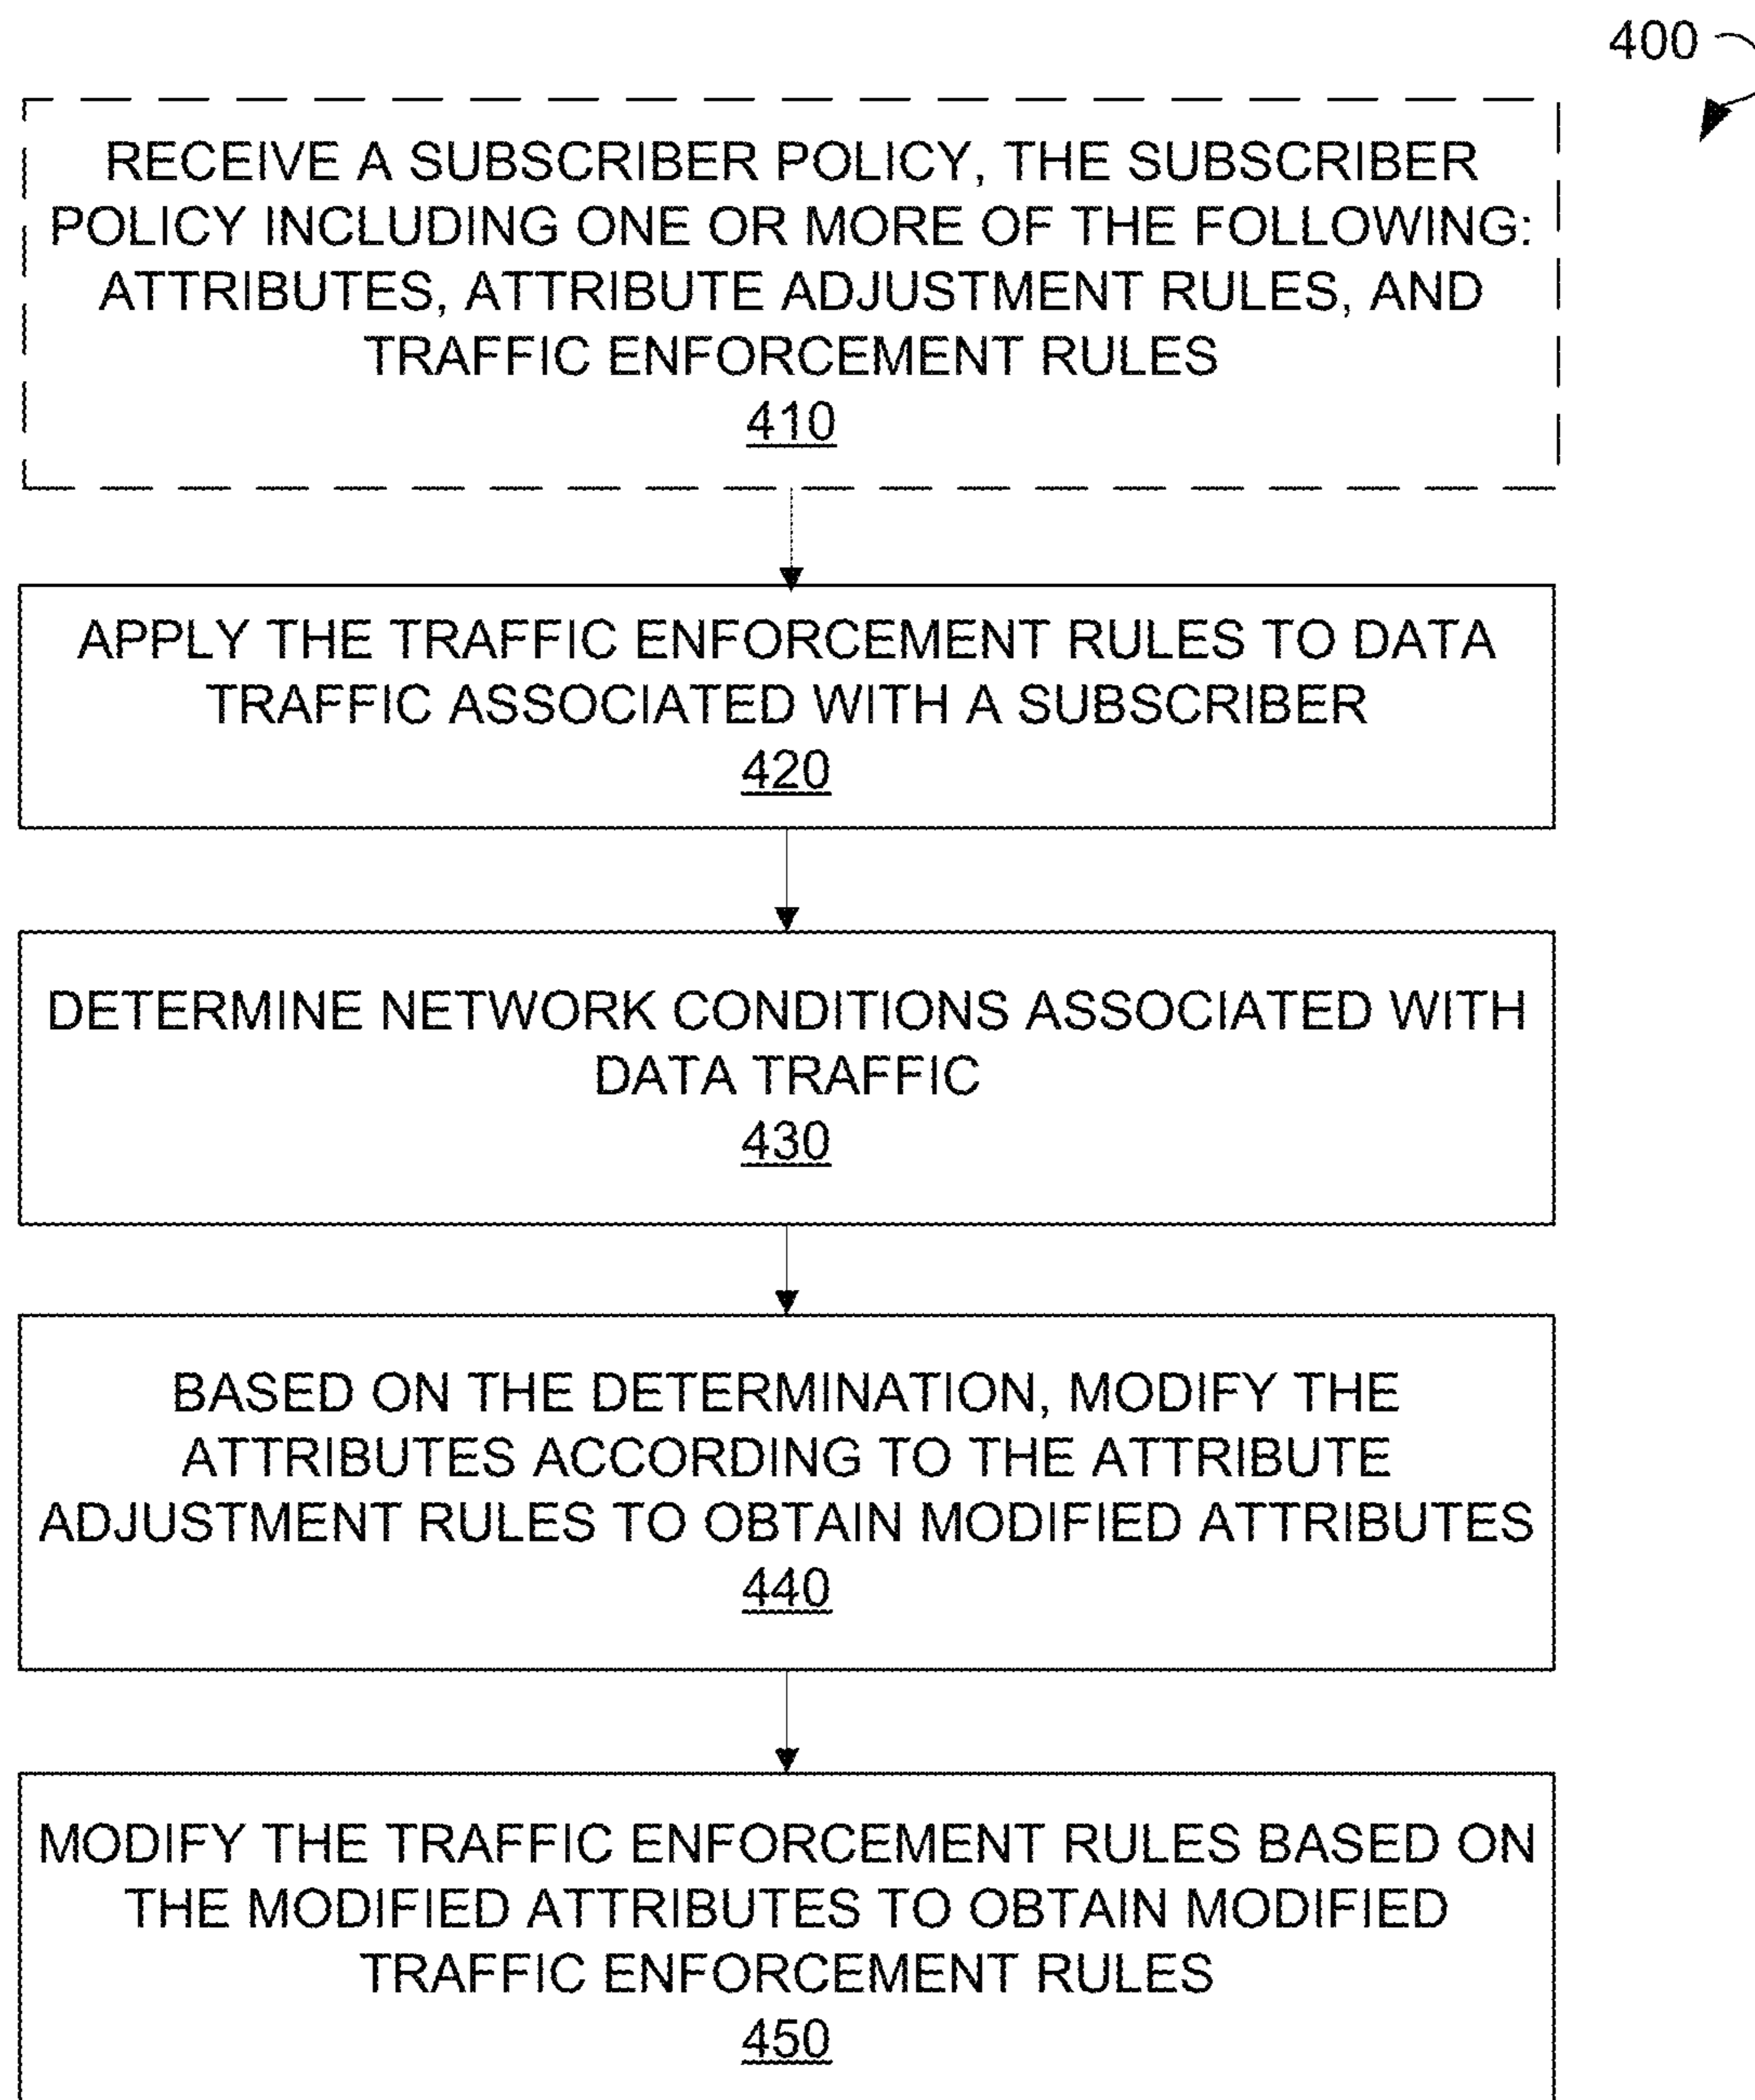 400
RECEIVE A SUBSCRIBER POLICY, THE SUBSCRIBER
POLICY INCLUDING ONE OR MORE OF THE FOLLOWING:
ATTRIBUTES, ATTRIBUTE ADJUSTMENT RULES, AND
TRAFFIC ENFORCEMENT RULES
410
APPLY THE TRAFFIC ENFORCEMENT RULES TO DATA
TRAFFIC ASSOCIATED WITH A SUBSCRIBER
420
DETERMINE NETWORK CONDITIONS ASSOCIATED WITH
DATA TRAFFIC
430
BASED ON THE DETERMINATION, MODIFY THE
ATTRIBUTES ACCORDING TO THE ATTRIBUTE
ADJUSTMENT RULES TO OBTAIN MODIFIED ATTRIBUTES
440
MODIFY THE TRAFFIC ENFORCEMENT RULES BASED ON
THE MODIFIED ATTRIBUTES TO OBTAIN MODIFIED
TRAFFIC ENFORCEMENT RULES
450